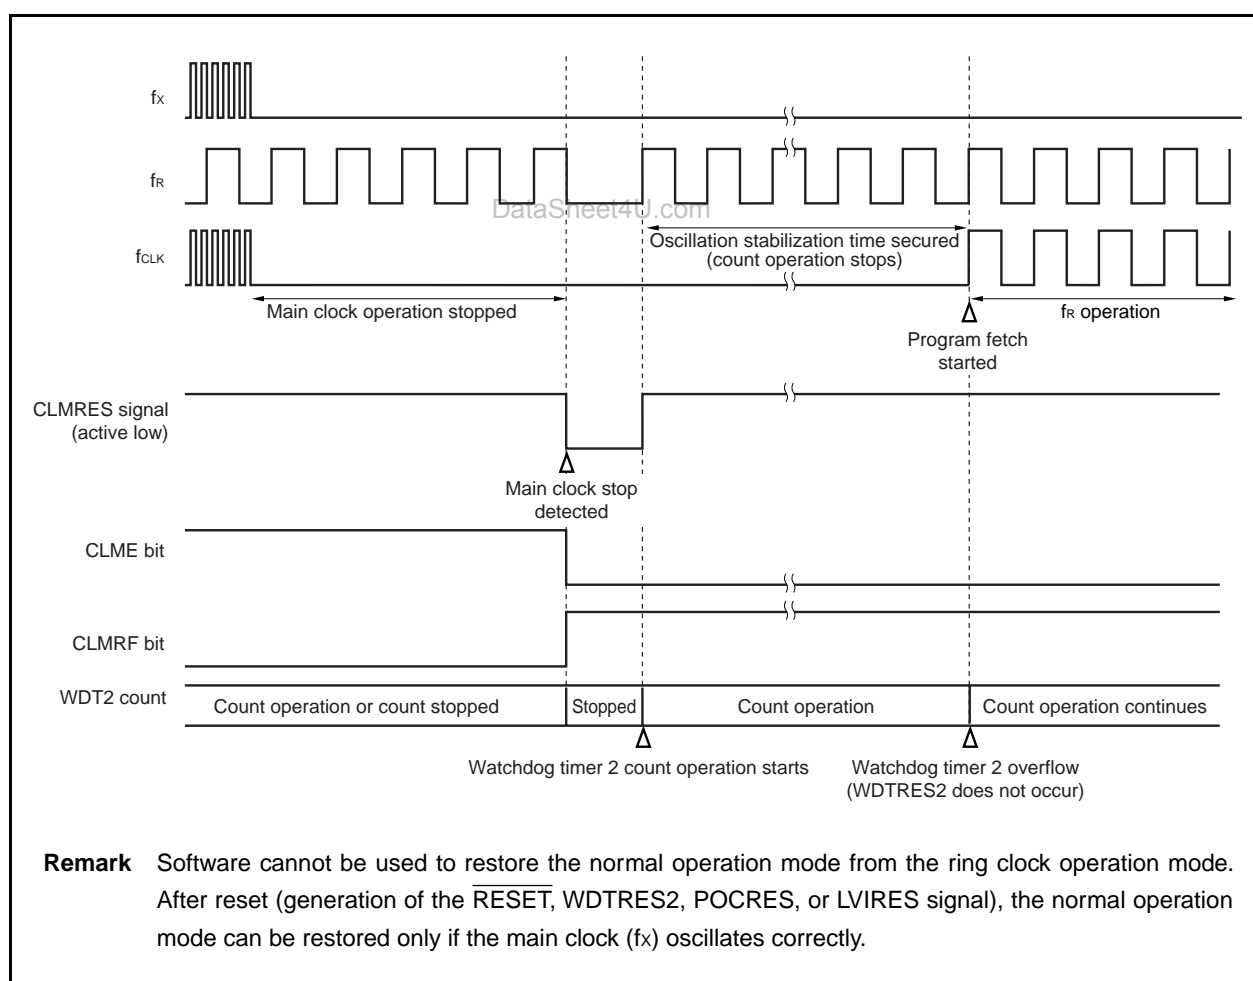 fX
fR
DataSheet4U.com
Oscillation stabilization time secured
(count operation stops)
fCLK
Main clock operation stopped
fR operation
Program fetch
started
CLMRES signal
(active low)
Main clock stop
detected
CLME bit
CLMRF bit
WDT2 count
Count operation or count stopped
Stopped
Count operation
Count operation continues
Watchdog timer 2 count operation starts
Watchdog timer 2 overflow
(WDTRES2 does not occur)
Remark Software cannot be used to restore the normal operation mode from the ring clock operation mode.
After reset (generation of the RESET, WDTRES2, POCRES, or LVIRES signal), the normal operation
mode can be restored only if the main clock (fX) oscillates correctly.